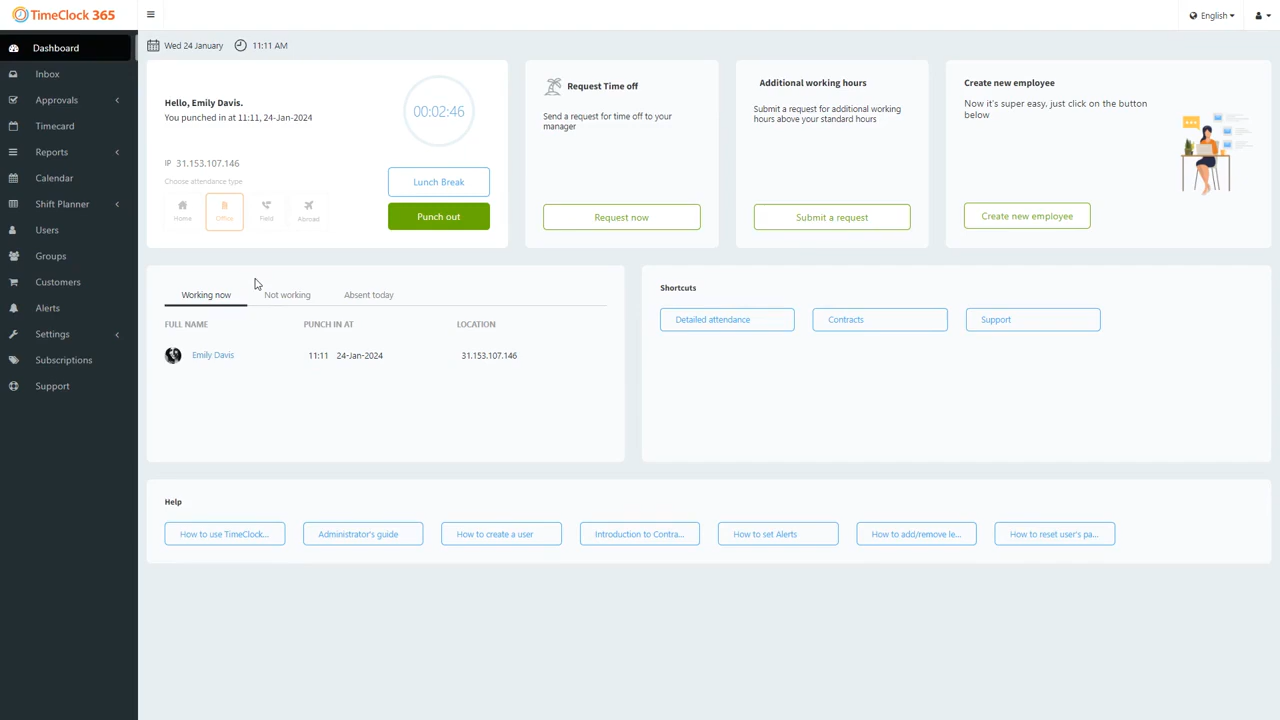 TimeClock 365
English
Dashboard
Inbox
Approvals
Timecard
Reports
Calendar
Shift Planner
Users
Groups
Customers
Alerts
Settings
Subscriptions
Support
Wed 24 January 11:11 AM
Hello, Emily Davis.
You punched in at 11:11, 24-Jan-2024
00:02:46
IP 31.153.107.146
Choose attendance type
Home Office Field Abroad
Lunch Break
Punch out
Request Time off
Send a request for time off to your
manager
Request now
Additional working hours
Submit a request for additional working
hours above your standard hours
Submit a request
Create new employee
Now it's super easy, just click on the button
below
Create new employee
Working now Not working Absent today
FULL NAME PUNCH IN AT LOCATION
Emily Davis 11:11 24-Jan-2024 31.153.107.146
Shortcuts
Detailed attendance Contracts Support
Help
How to use TimeClock... Administrator's guide How to create a user Introduction to Contra... How to set Alerts How to add/remove le... How to reset user's pa...